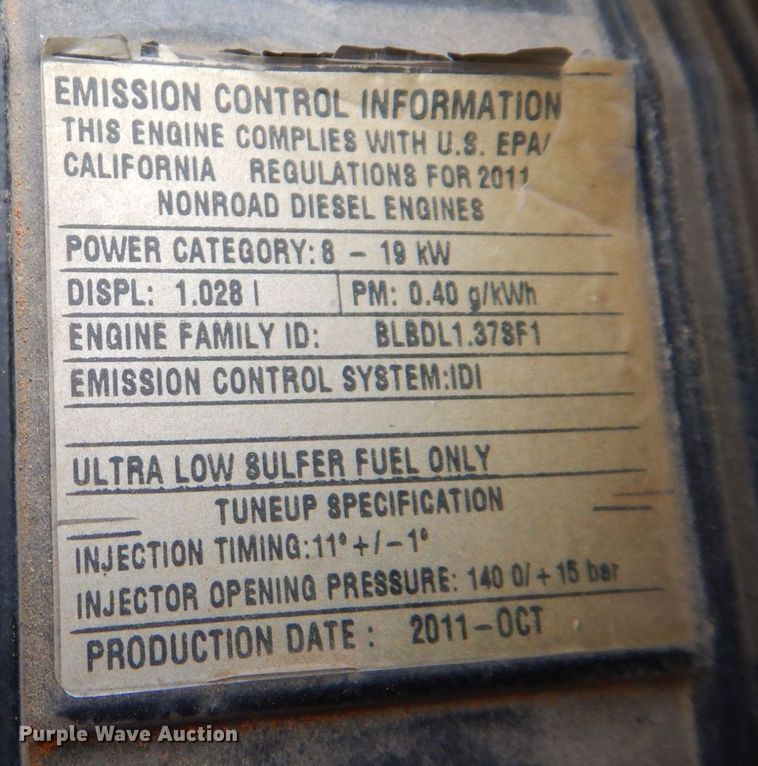 EMISSION CONTROL INFORMATION
THIS ENGINE COMPLIES WITH U.S. EPA/
CALIFORNIA REGULATIONS FOR 2011
NONROAD DIESEL ENGINES
POWER CATEGORY: 8 - 19 kW
DISPL: 1.028 l PM: 0.40 g/kWh
ENGINE FAMILY ID: BLBDL1.37SF1
EMISSION CONTROL SYSTEM:IDI
ULTRA LOW SULFER FUEL ONLY
TUNEUP SPECIFICATION
INJECTION TIMING:11°+/-1°
INJECTOR OPENING PRESSURE: 140 0/+15 bar
PRODUCTION DATE : 2011-OCT
Purple Wave Auction